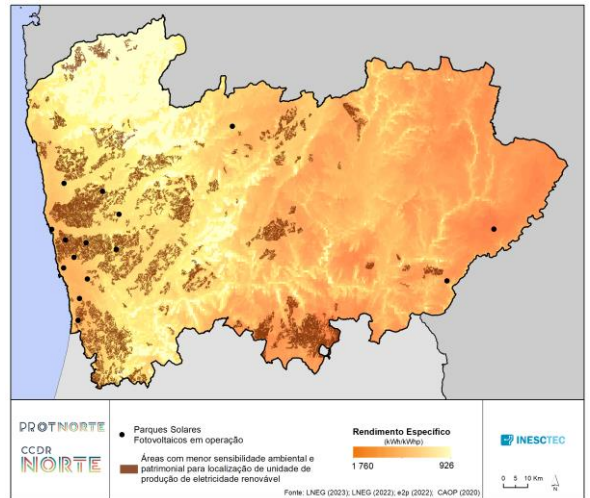 PROTNORTE
CCDR
NORTE
Parques Solares
Fotovoltaicos em operação
Áreas com menor sensibilidade ambiental e
patrimonial para localização de unidade de
produção de eletricidade renovável
Rendimento Específico
(kWh/kWhp)
1 760 926
INESCTEC
0 5 10 Km
N
Fonte: LNEG (2023); LNEG (2022); e2p (2022) CAOP (2020)